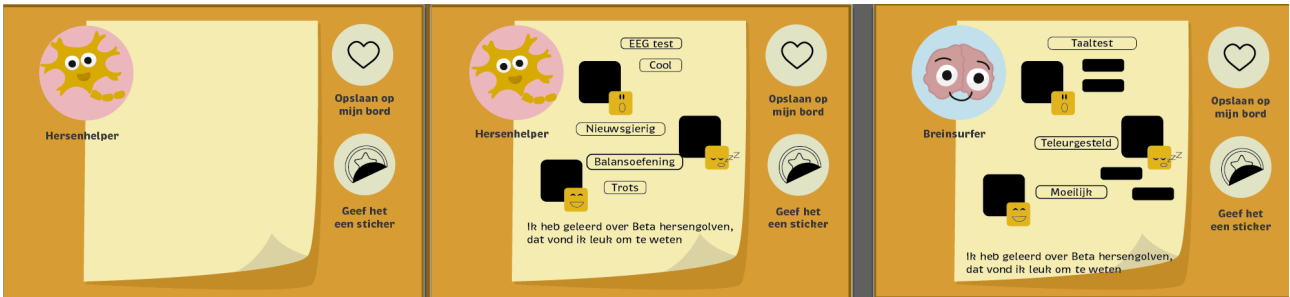 Hersenhelper
Opslaan op
mijn bord
Geef het
een sticker
Hersenhelper
EEG test
Cool
Nieuwsgierig
Balansoefening
Trots
Ik heb geleerd over Beta hersengolven,
dat vond ik leuk om te weten
Opslaan op
mijn bord
Geef het
een sticker
Breinsurfer
Taaltest
Teleurgesteld
Moeilijk
Ik heb geleerd over Beta hersengolven,
dat vond ik leuk om te weten
Opslaan op
mijn bord
Geef het
een sticker